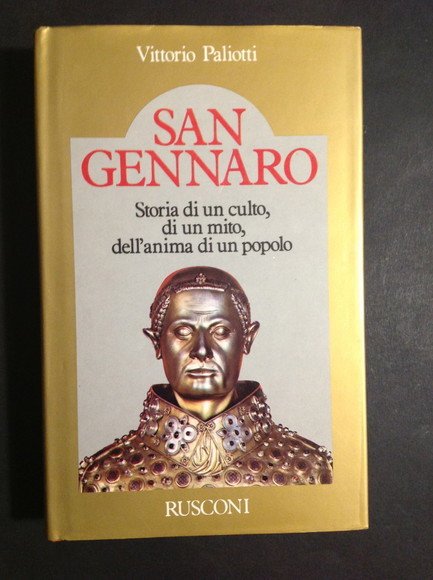 Vittorio Paliotti
SAN
GENNARO
Storia di un culto,
di un mito,
dell'anima di un popolo
RUSCONI